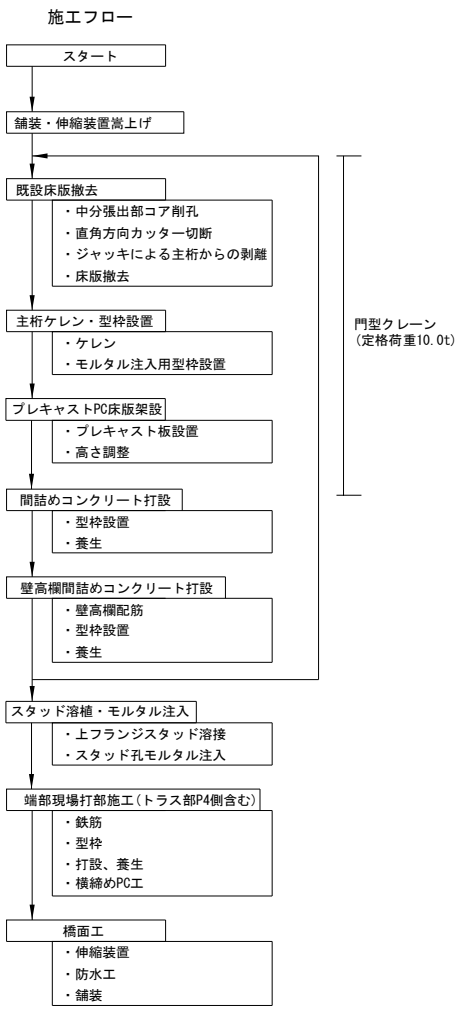 施工フロー
スタート
舗装・伸縮装置嵩上げ
既設床版撤去
・中分張出部コア削孔
・直角方向カッター切断
・ジャッキによる主桁からの剥離
・床版撤去
主桁ケレン・型枠設置
・ケレン
・モルタル注入用型枠設置
プレキャストPC床版架設
・プレキャスト板設置
・高さ調整
間詰めコンクリート打設
・型枠設置
・養生
壁高欄間詰めコンクリート打設
・壁高欄配筋
・型枠設置
・養生
スタッド溶植・モルタル注入
・上フランジスタッド溶接
・スタッド孔モルタル注入
端部現場打部施工(トラス部P4側含む)
・鉄筋
・型枠
・打設、養生
・横締めPC工
橋面工
・伸縮装置
・防水工
・舗装
門型クレーン
(定格荷重10.0t)